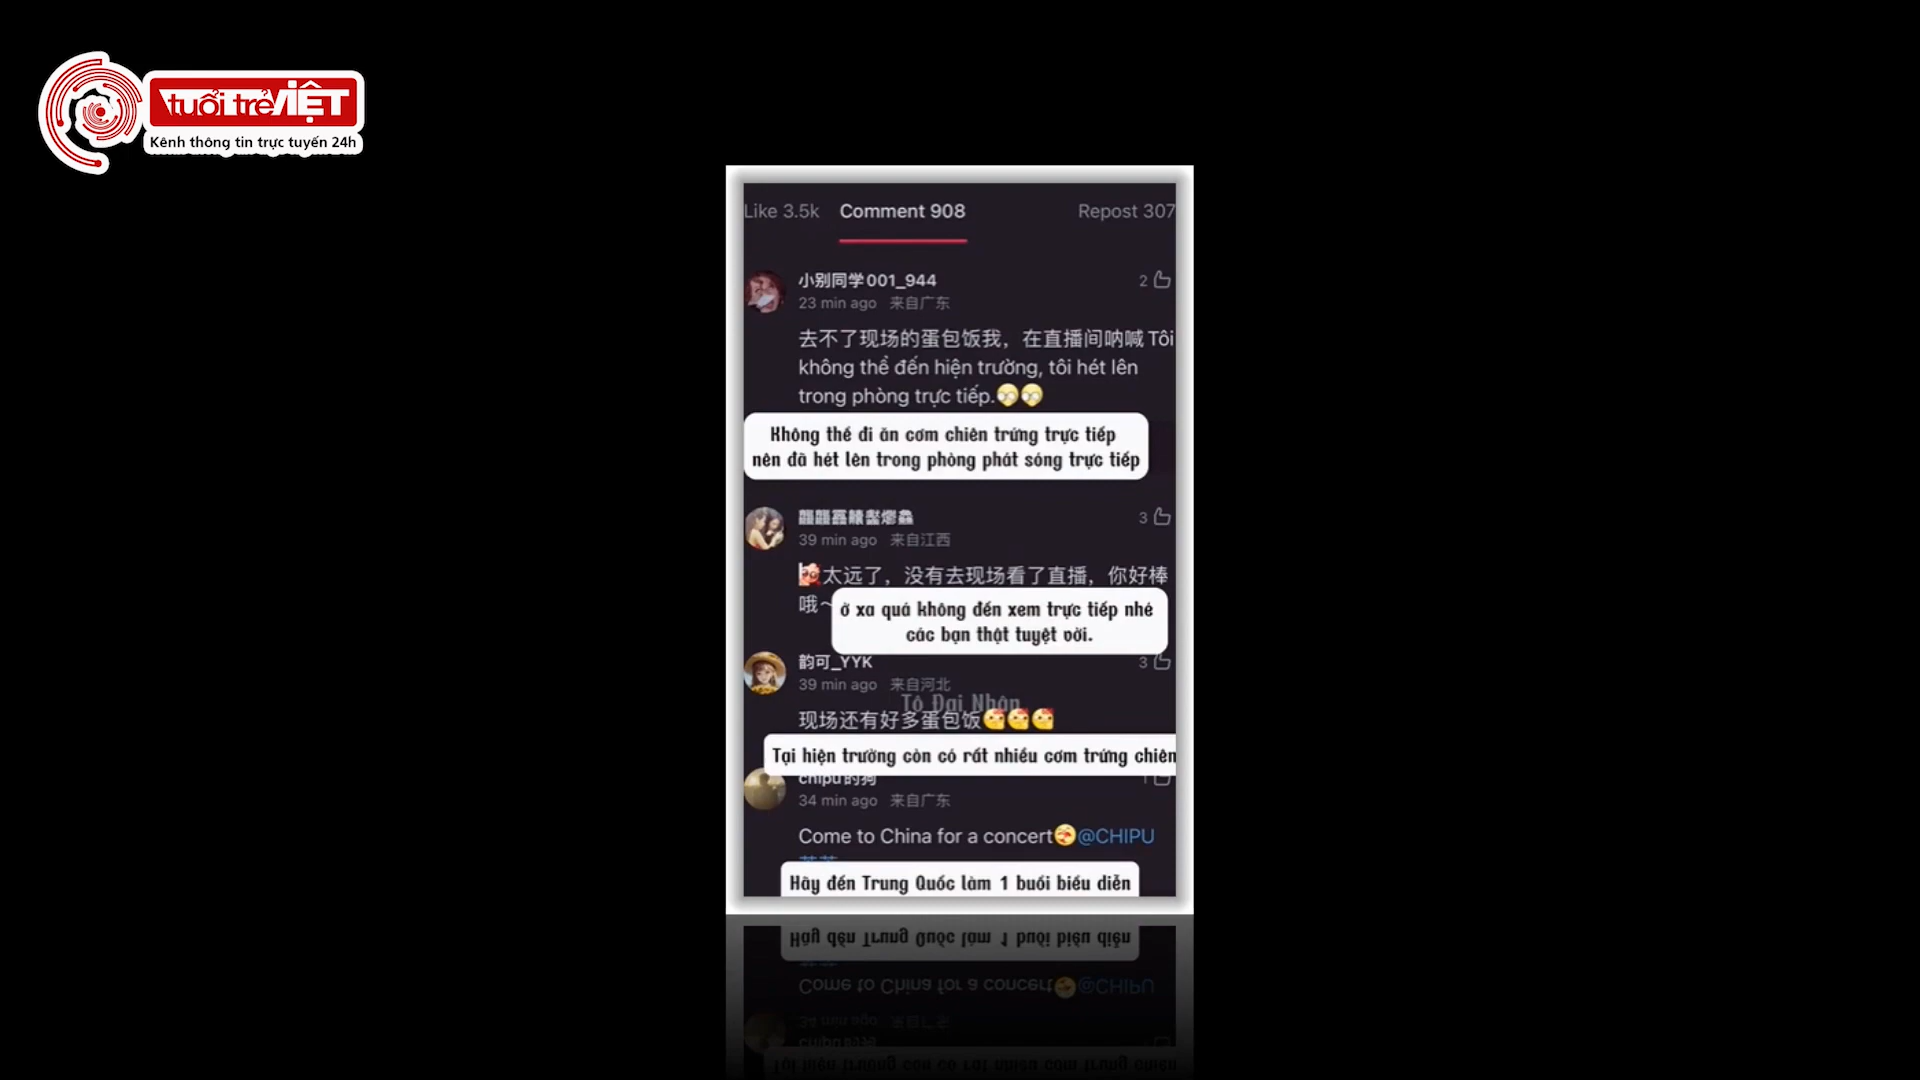 tuổi trẻ VIỆT
Kênh thông tin trực tuyến 24h
Like 3.5k Comment 908 Repost 307
小别同学001_944 2
23 min ago 来自广东
去不了现场的蛋包饭我，在直播间呐喊 Tôi
không thể đến hiện trường, tôi hét lên
trong phòng trực tiếp.
Không thể đi ăn cơm chiên trứng trực tiếp
nên đã hét lên trong phòng phát sóng trực tiếp
3
39 min ago 来自江西
太远了，没有去现场看了直播，你好棒
哦~
ở xa quá không đến xem trực tiếp nhé
các bạn thật tuyệt vời.
韵可_YYK 3
39 min ago 来自河北
Tô Đại Nhân
现场还有好多蛋包饭
Tại hiện trường còn có rất nhiều cơm trứng chiên
chipu的狗 1
34 min ago 来自广东
Come to China for a concert @CHIPU
Hãy đến Trung Quốc làm 1 buổi biểu diễn